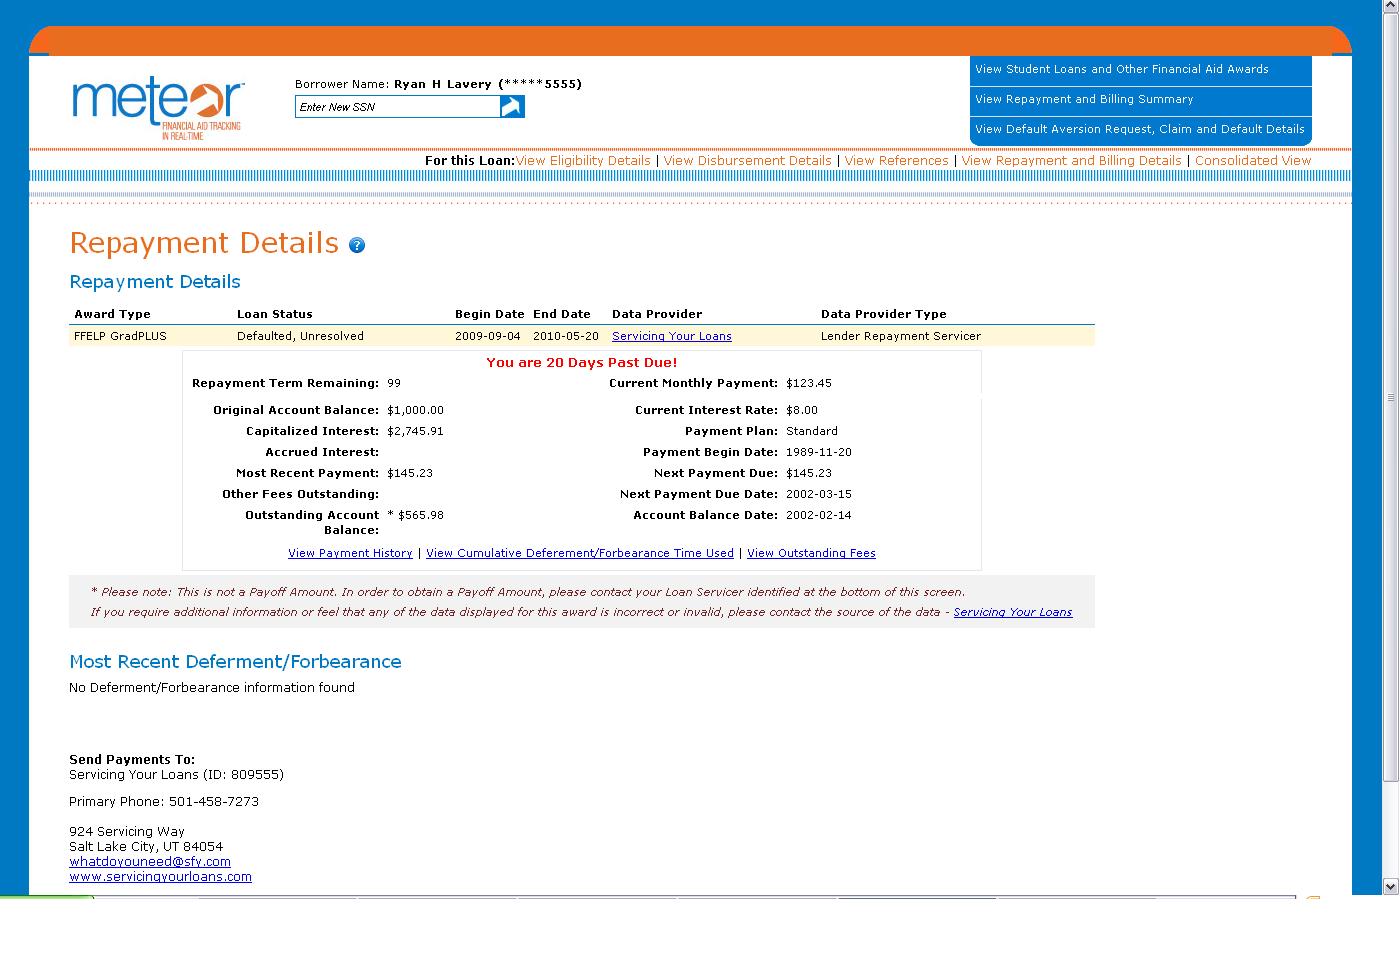 View Student Loans and Other Financial Aid Awards
meteor
FINANCIAL AID TRACKING
IN REALTIME
Borrower Name: Ryan H Lavery (*****5555)
Enter New SSN
View Repayment and Billing Summary
View Default Aversion Request, Claim and Default Details
For this Loan:View Eligibility Details | View Disbursement Details | View References | View Repayment and Billing Details | Consolidated View
Repayment Details ?
Repayment Details
Award Type Loan Status Begin Date End Date Data Provider Data Provider Type
FFELP GradPLUS Defaulted, Unresolved 2009-09-04 2010-05-20 Servicing Your Loans Lender Repayment Servicer
You are 20 Days Past Due!
Repayment Term Remaining: 99 Current Monthly Payment: $123.45
Original Account Balance: $1,000.00 Current Interest Rate: $8.00
Capitalized Interest: $2,745.91 Payment Plan: Standard
Accrued Interest: Payment Begin Date: 1989-11-20
Most Recent Payment: $145.23 Next Payment Due: $145.23
Other Fees Outstanding: Next Payment Due Date: 2002-03-15
Outstanding Account * $565.98 Account Balance Date: 2002-02-14
Balance:
View Payment History | View Cumulative Deferement/Forbearance Time Used | View Outstanding Fees
* Please note: This is not a Payoff Amount. In order to obtain a Payoff Amount, please contact your Loan Servicer identified at the bottom of this screen.
If you require additional information or feel that any of the data displayed for this award is incorrect or invalid, please contact the source of the data - Servicing Your Loans
Most Recent Deferment/Forbearance
No Deferment/Forbearance information found
Send Payments To:
Servicing Your Loans (ID: 809555)
Primary Phone: 501-458-7273
924 Servicing Way
Salt Lake City, UT 84054
whatdoyouneed@sfy.com
www.servicingyourloans.com